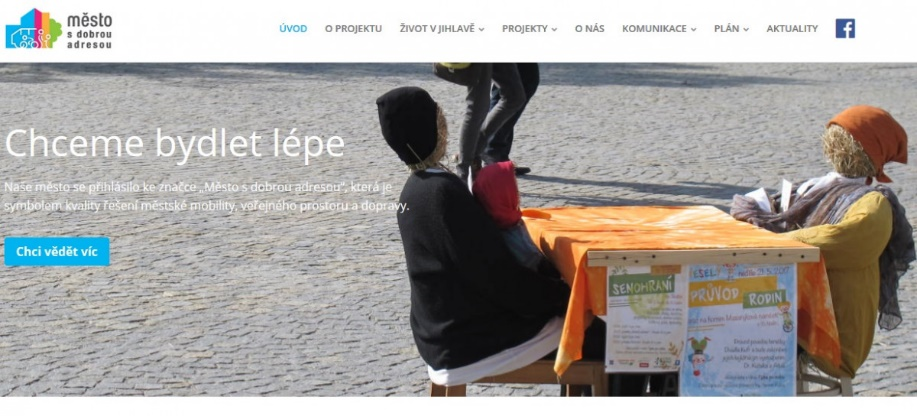 město
s dobrou
adresou
ÚVOD
O PROJEKTU
ŽIVOT V JIHLAVĚ
PROJEKTY
O NÁS
KOMUNIKACE
PLÁN
AKTUALITY
f
Chceme bydlet lépe
Naše město se přihlásilo ke značce „Město s dobrou adresou“, která je
symbolem kvality řešení městské mobility, veřejného prostoru a dopravy.
Chci vědět víc
SENOHRANÍ
PRŮVOD
RODIN